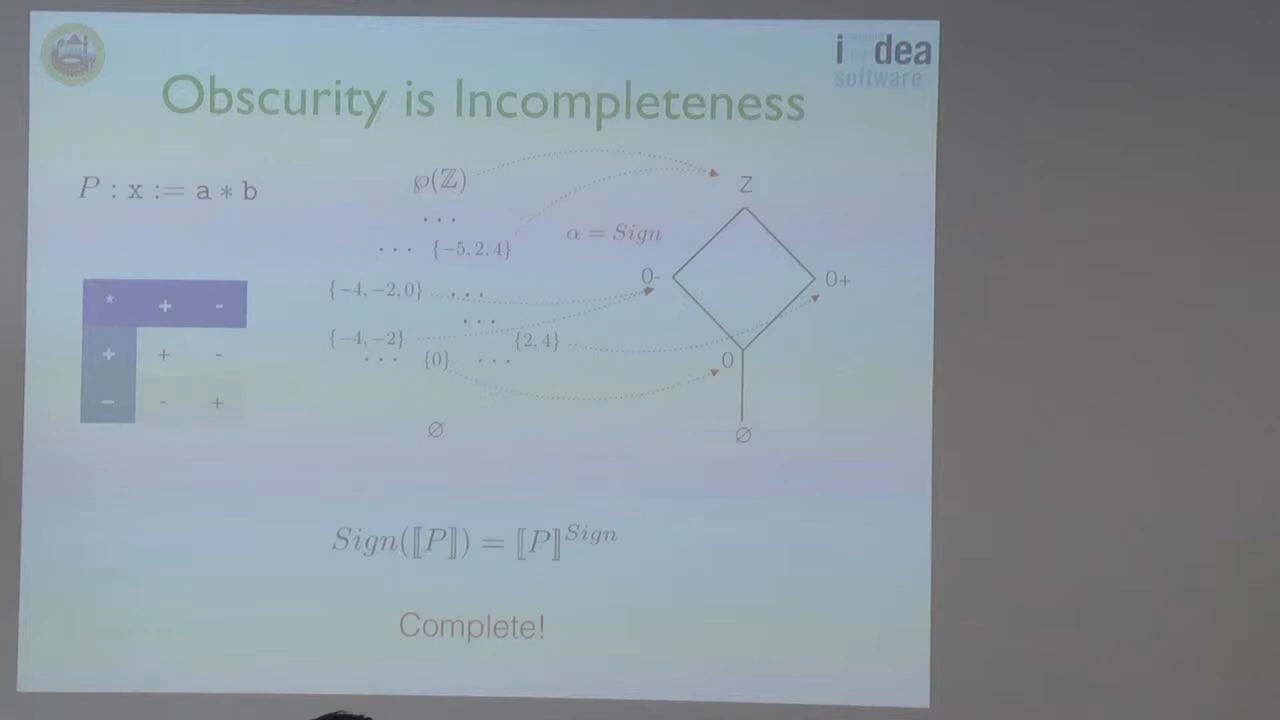 i dea
software
Obscurity is Incompleteness
P : x := a ∗ b
℘(ℤ)
Z
· · ·
· · · {−5, 2, 4}
α = Sign
{−4, −2, 0} · · ·
0-
0+
· · ·
{−4, −2}
{2, 4}
· · · {0} · · ·
0
∅
∅
* + -
+ + -
− - +
Sign(⟦P⟧) = ⟦P⟧^Sign
Complete!